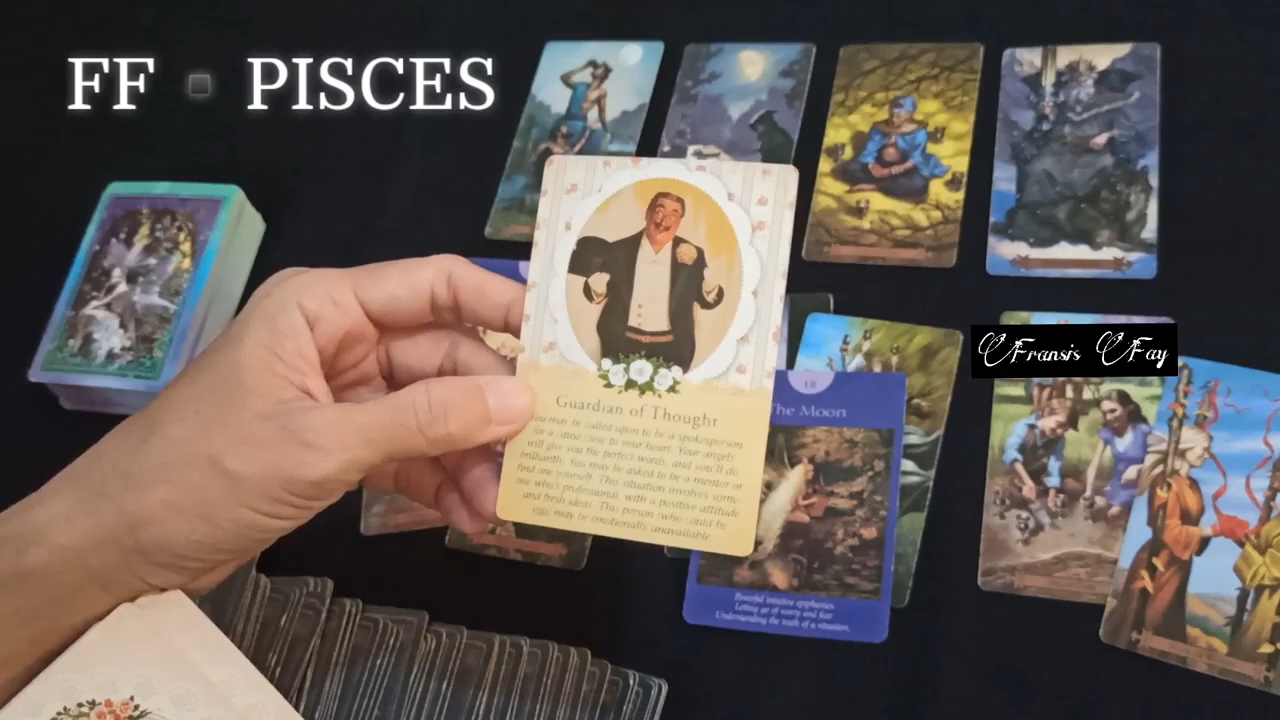 FF ▪ PISCES
Fransis Fay
Guardian of Thought
You may be called upon to be a spokesperson
for a cause close to your heart. Your angels
will give you the perfect words, and you'll do
brilliantly. You may be asked to be a mentor or
find one yourself. This situation involves some-
one who's professional, with a positive attitude
and fresh ideas. This person (who could be
you) may be emotionally unavailable.
18
The Moon
Powerful intuitive epiphanies.
Letting go of worry and fear.
Understanding the truth of a situation.